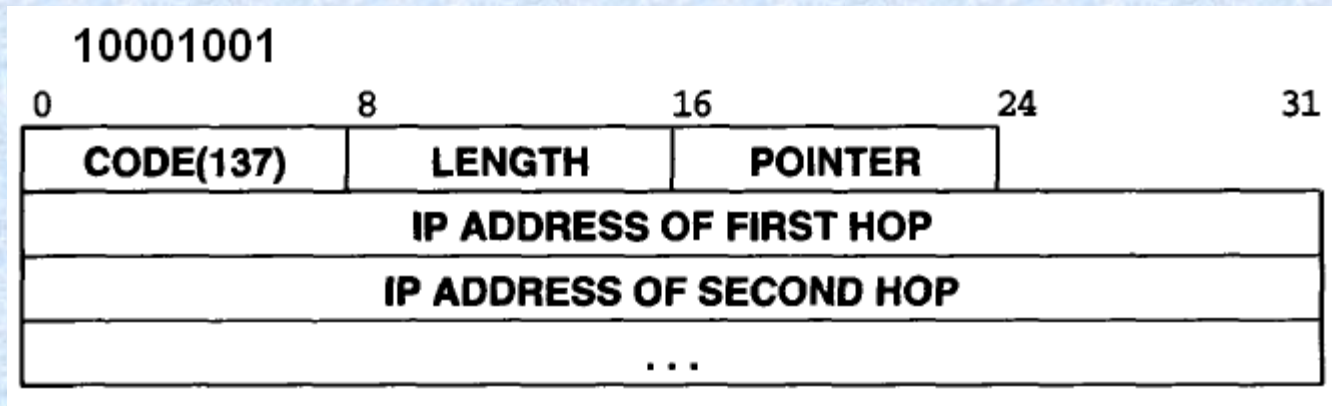 10001001
0 8 16 24 31
CODE(137) LENGTH POINTER
IP ADDRESS OF FIRST HOP
IP ADDRESS OF SECOND HOP
...